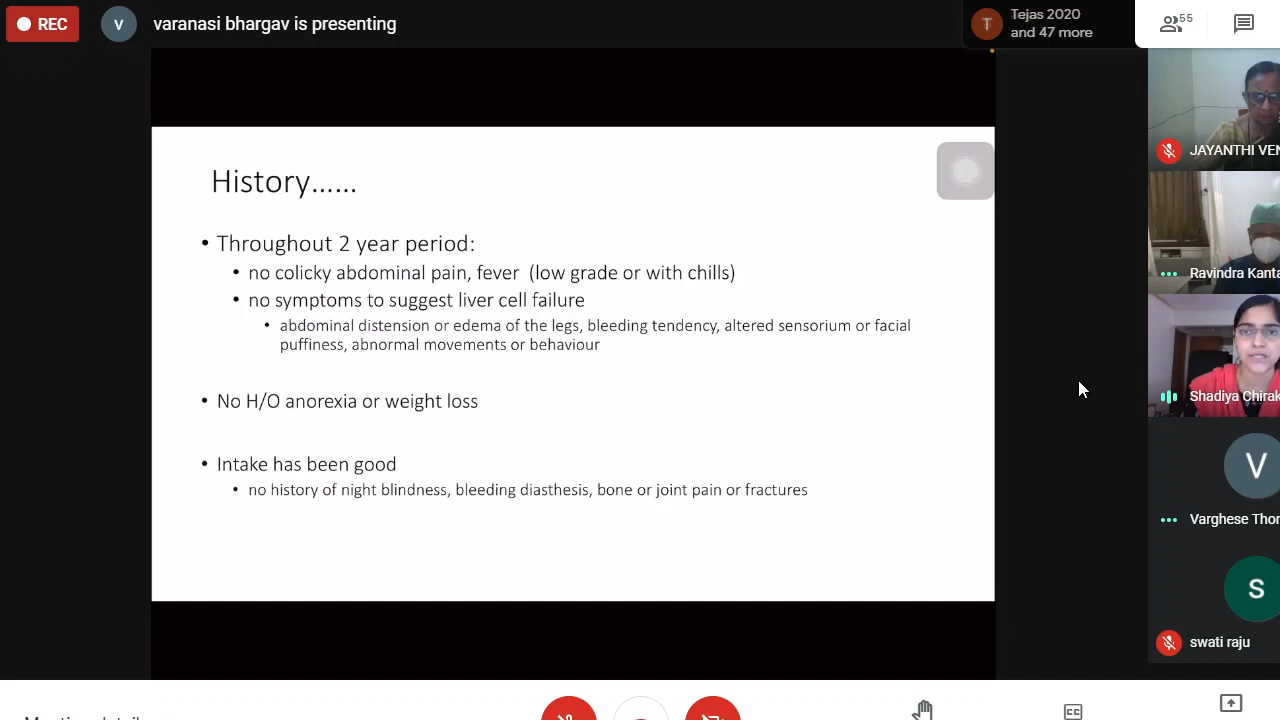 REC
V
varanasi bhargav is presenting
T
Tejas 2020
and 47 more
55
History......
• Throughout 2 year period:
• no colicky abdominal pain, fever (low grade or with chills)
• no symptoms to suggest liver cell failure
• abdominal distension or edema of the legs, bleeding tendency, altered sensorium or facial
puffiness, abnormal movements or behaviour
• No H/O anorexia or weight loss
• Intake has been good
• no history of night blindness, bleeding diasthesis, bone or joint pain or fractures
JAYANTHI VEN
Ravindra Kanta
Shadiya Chirak
V
Varghese Thor
S
swati raju
CC